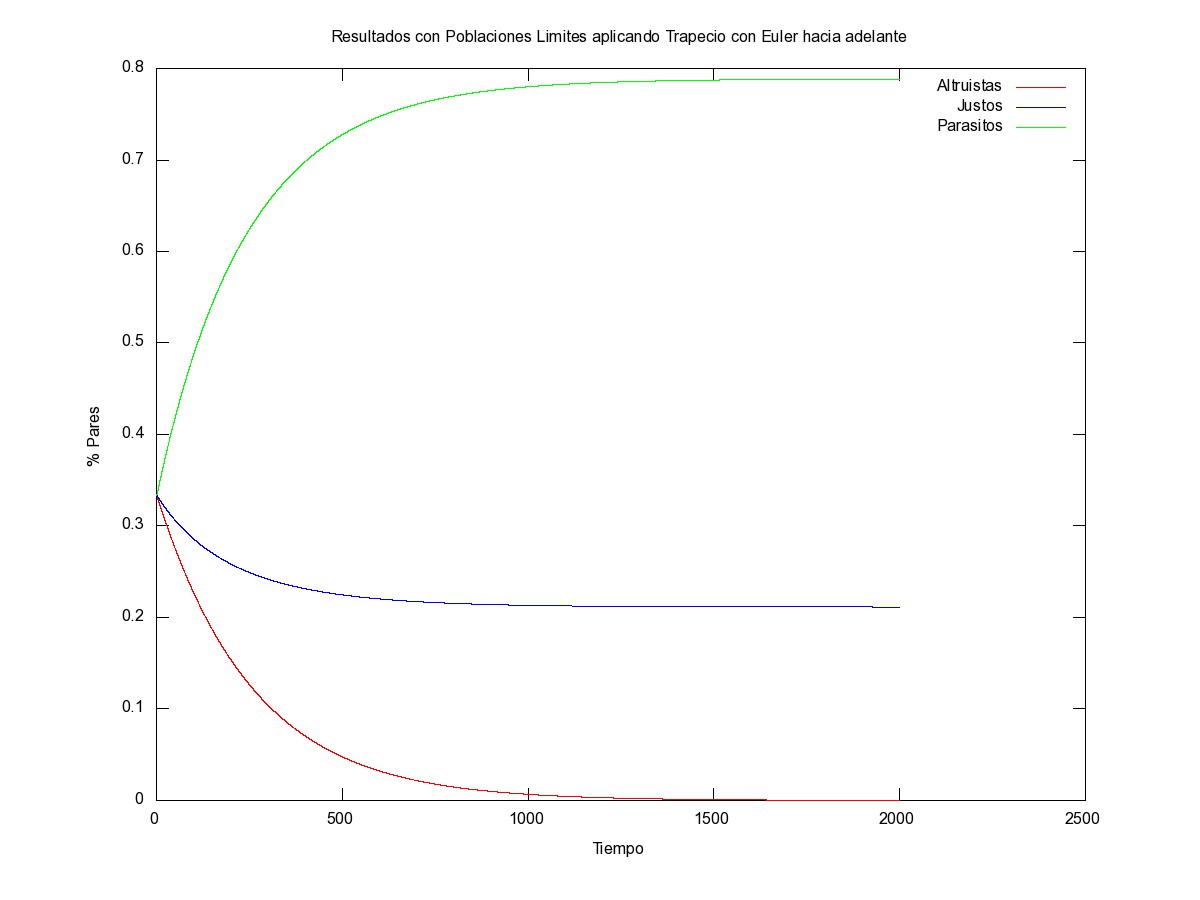 Resultados con Poblaciones Limites aplicando Trapecio con Euler hacia adelante
0.8
0.7
0.6
0.5
0.4
0.3
0.2
0.1
0
% Pares
Altruistas
Justos
Parasitos
0 500 1000 1500 2000 2500
Tiempo